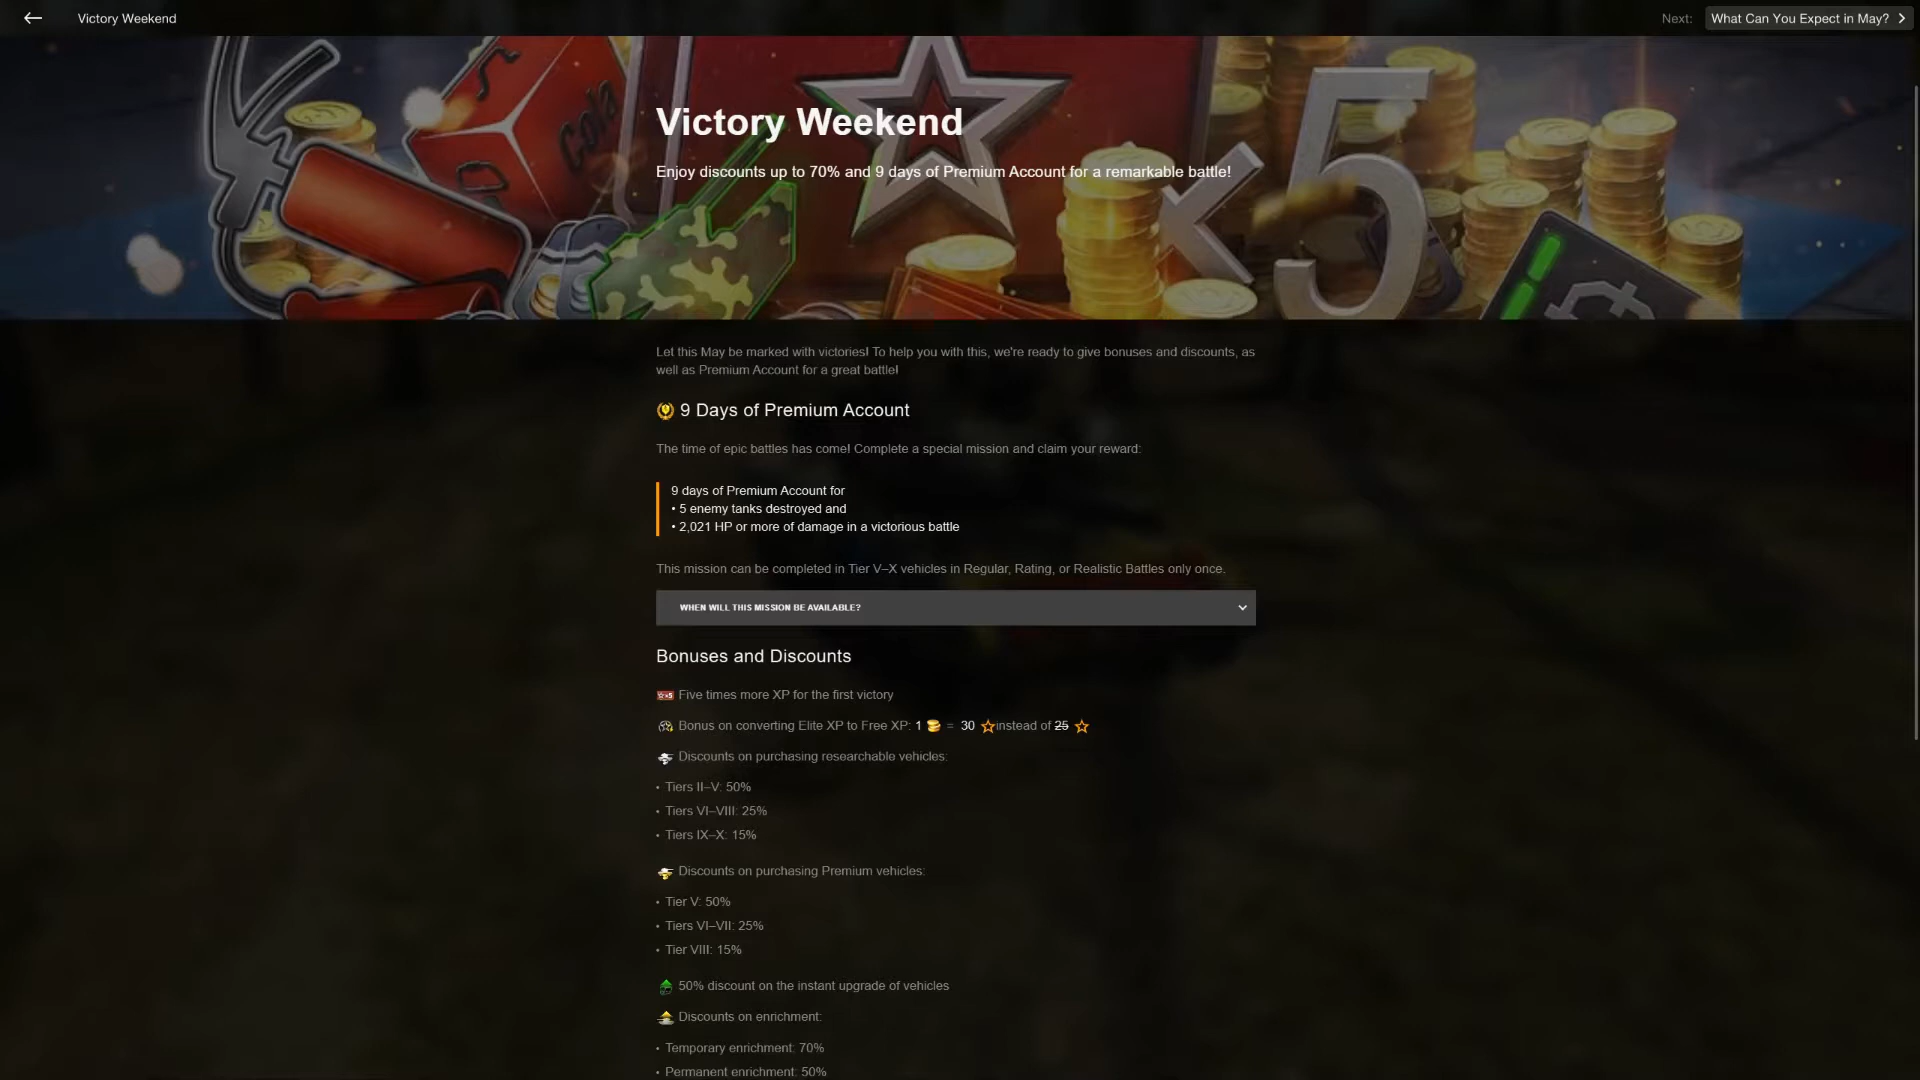 Victory Weekend
Next: What Can You Expect in May?
Cola
x5
Victory Weekend
Enjoy discounts up to 70% and 9 days of Premium Account for a remarkable battle!
Let this May be marked with victories! To help you with this, we're ready to give bonuses and discounts, as
well as Premium Account for a great battle!
9 Days of Premium Account
The time of epic battles has come! Complete a special mission and claim your reward:
9 days of Premium Account for
• 5 enemy tanks destroyed and
• 2,021 HP or more of damage in a victorious battle
This mission can be completed in Tier V–X vehicles in Regular, Rating, or Realistic Battles only once.
WHEN WILL THIS MISSION BE AVAILABLE?
Bonuses and Discounts
Five times more XP for the first victory
Bonus on converting Elite XP to Free XP: 1 = 30 instead of 25
Discounts on purchasing researchable vehicles:
• Tiers II–V: 50%
• Tiers VI–VIII: 25%
• Tiers IX–X: 15%
Discounts on purchasing Premium vehicles:
• Tier V: 50%
• Tiers VI–VII: 25%
• Tier VIII: 15%
50% discount on the instant upgrade of vehicles
Discounts on enrichment:
• Temporary enrichment: 70%
• Permanent enrichment: 50%